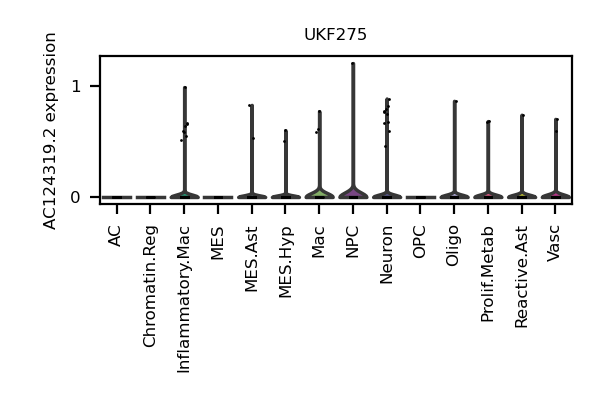 UKF275
AC124319.2 expression
1
0
AC
Chromatin.Reg
Inflammatory.Mac
MES
MES.Ast
MES.Hyp
Mac
NPC
Neuron
OPC
Oligo
Prolif.Metab
Reactive.Ast
Vasc